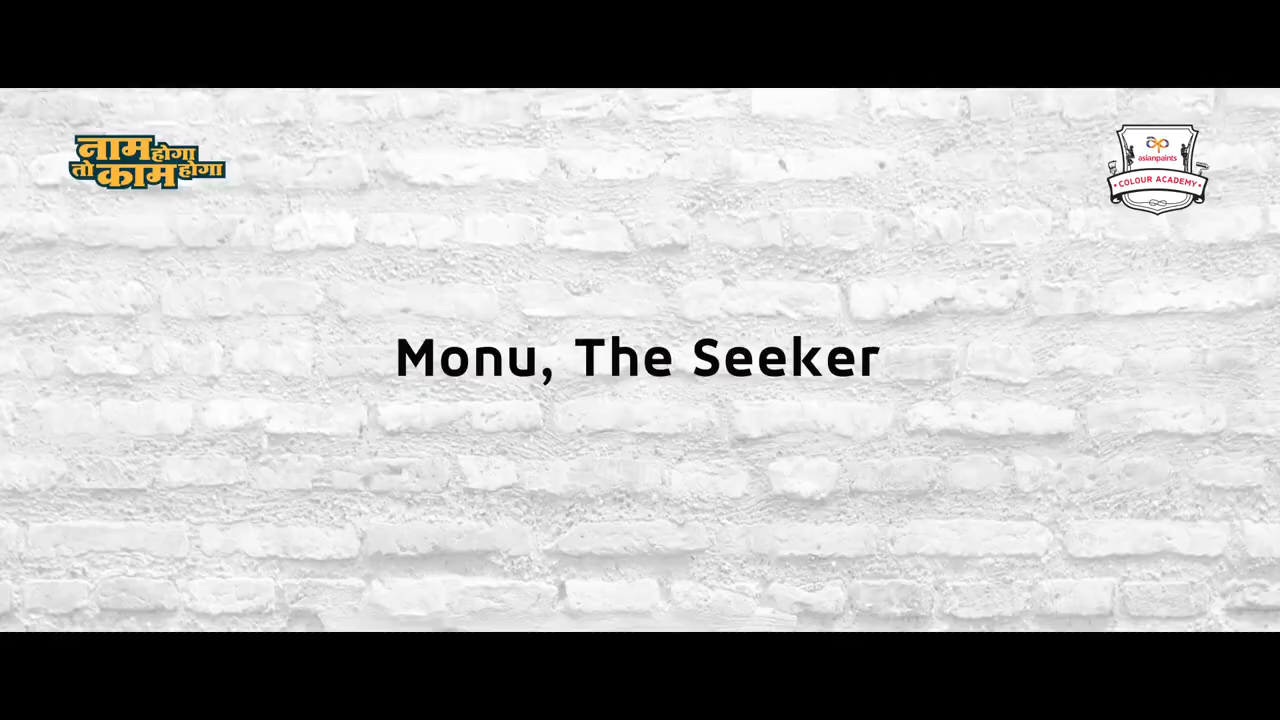 नाम होगा
तो काम होगा
asianpaints
COLOUR ACADEMY
Monu, The Seeker